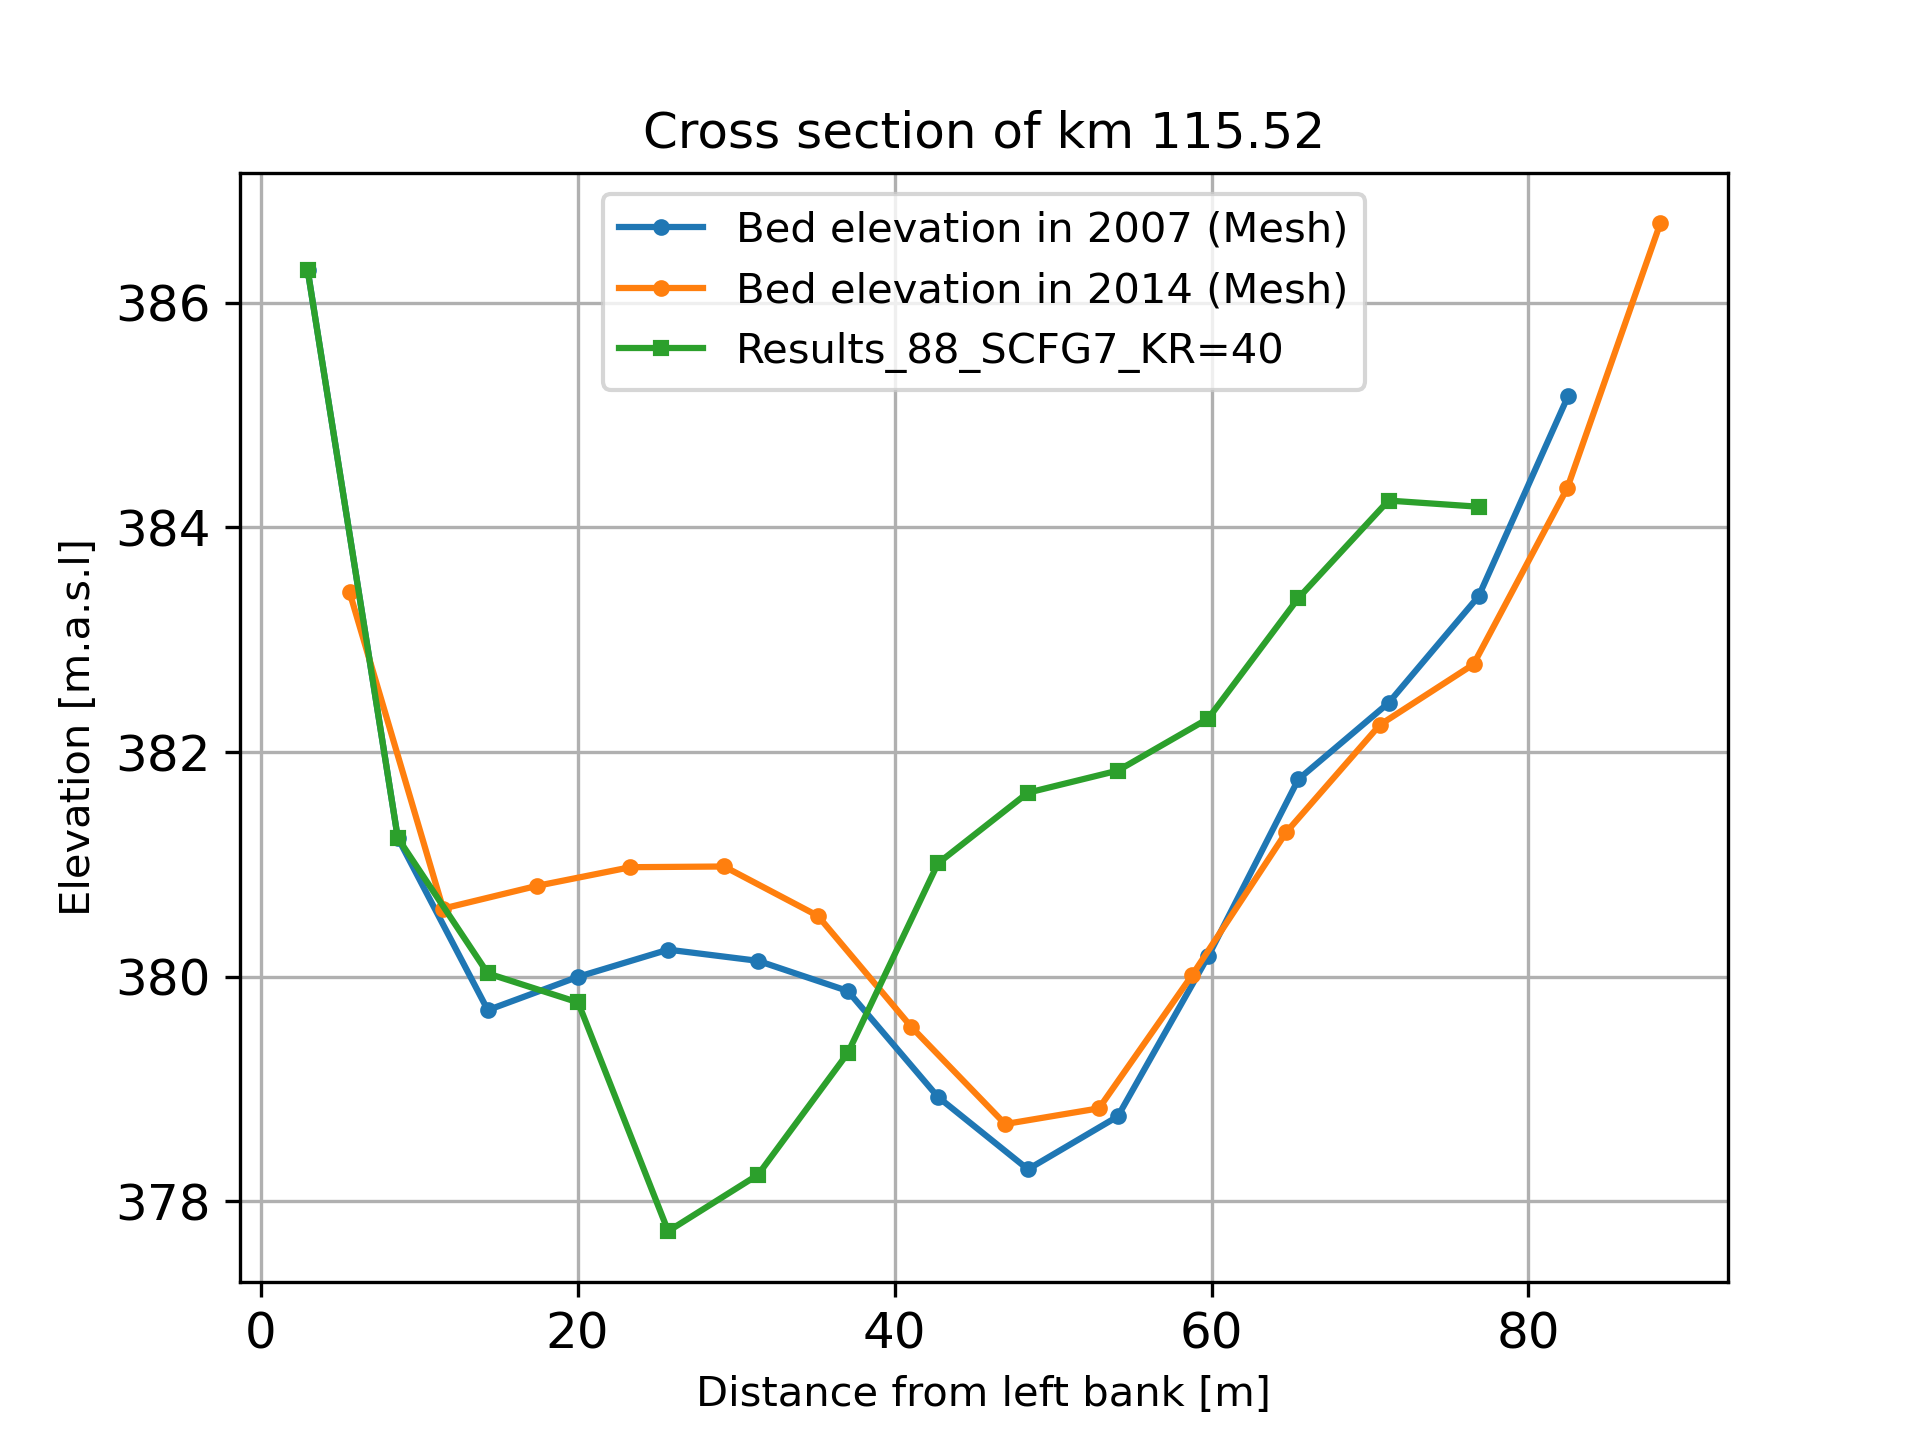 Cross section of km 115.52
Bed elevation in 2007 (Mesh)
Bed elevation in 2014 (Mesh)
Results_88_SCFG7_KR=40
Elevation [m.a.s.l]
386
384
382
380
378
0 20 40 60 80
Distance from left bank [m]